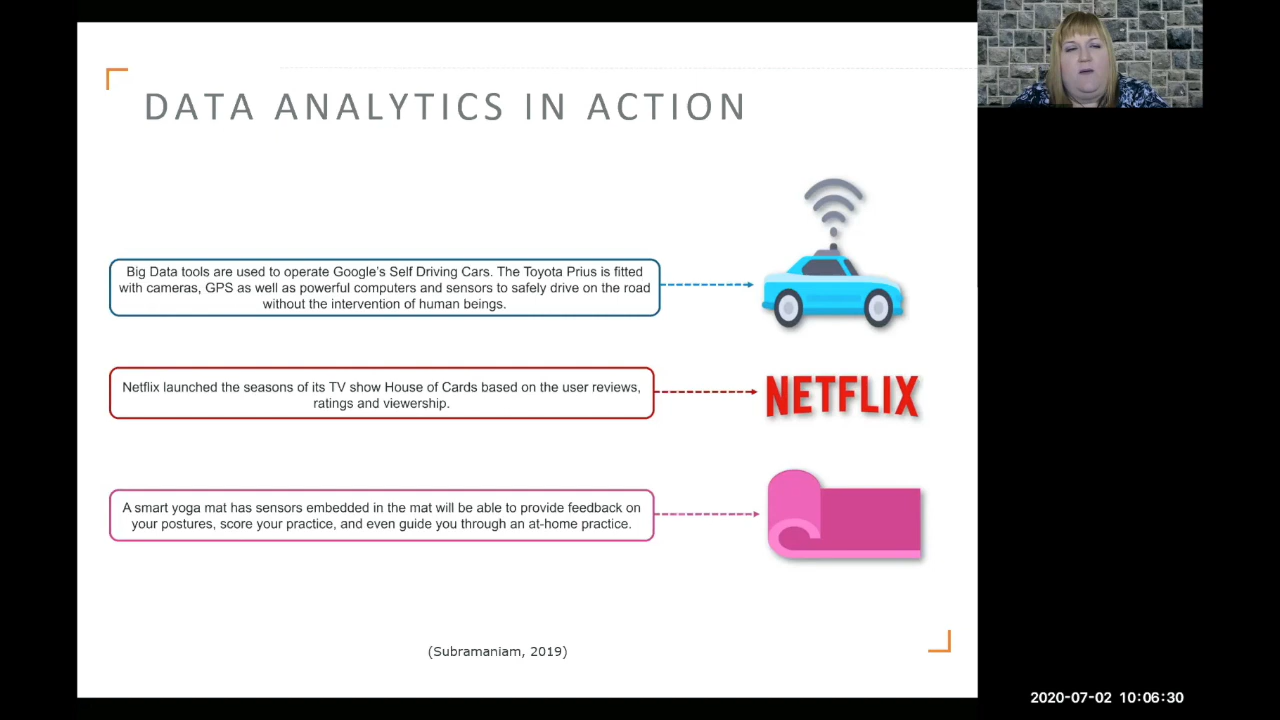 DATA ANALYTICS IN ACTION
Big Data tools are used to operate Google's Self Driving Cars. The Toyota Prius is fitted
with cameras, GPS as well as powerful computers and sensors to safely drive on the road
without the intervention of human beings.
Netflix launched the seasons of its TV show House of Cards based on the user reviews,
ratings and viewership.
NETFLIX
A smart yoga mat has sensors embedded in the mat will be able to provide feedback on
your postures, score your practice, and even guide you through an at-home practice.
(Subramaniam, 2019)
2020-07-02 10:06:30